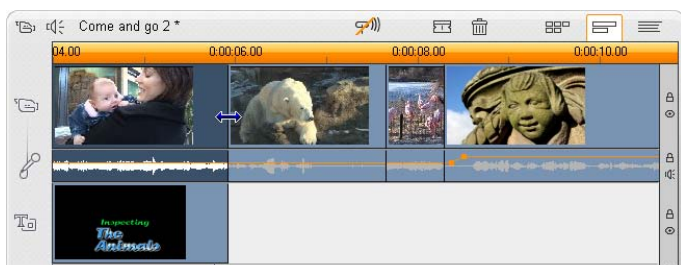 Come and go 2 *
04.00 0:00:06.00 0:00:08.00 0:00:10.00
T
Inspecting
The
Animals